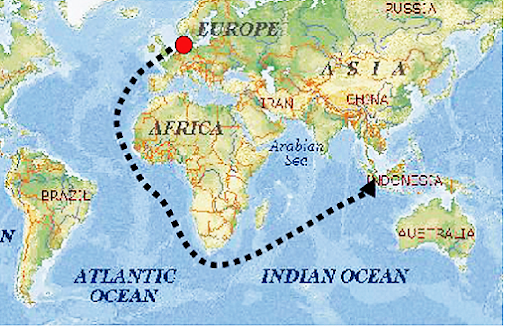 RUSSIA
EUROPE
ASIA
IRAN
CHINA
AFRICA
Arabian
Sea
INDONESIA
BRAZIL
AUSTRALIA
N
ATLANTIC
OCEAN
INDIAN OCEAN